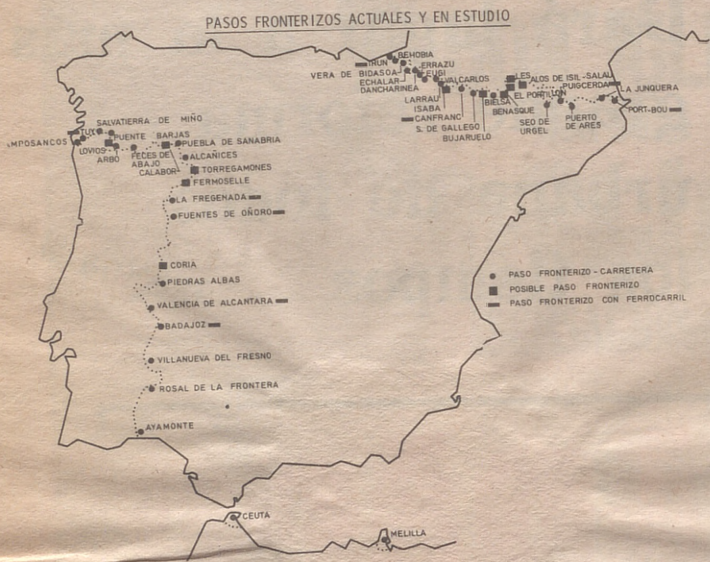 PASOS FRONTERIZOS ACTUALES Y EN ESTUDIO
BEHOBIA
IRUN
ERRAZU
VERA DE BIDASOA
EUGI
ECHALAR
DANCHARINEA
VALCARLOS
LARRAU
ISABA
CANFRANC
S. DE GALLEGO
BUJARUELO
BIELSA
BENASQUE
LES
ALOS DE ISIL-SALAU
EL PORTILLON
PUIGCERDA
LA JUNQUERA
PORT-BOU
SEO DE
URGEL
PUERTO
DE ARES
SALVATIERRA DE MIÑO
TUY
MPOSANCOS
PUENTE
BARJAS
PUEBLA DE SANABRIA
LOVIOS
ARBO
FECES DE
ABAJO
CALABOR
ALCAÑICES
TORREGAMONES
FERMOSELLE
LA FREGENADA
FUENTES DE OÑORO
CORIA
PIEDRAS ALBAS
VALENCIA DE ALCANTARA
BADAJOZ
VILLANUEVA DEL FRESNO
ROSAL DE LA FRONTERA
AYAMONTE
CEUTA
MELILLA
PASO FRONTERIZO - CARRETERA
POSIBLE PASO FRONTERIZO
PASO FRONTERIZO CON FERROCARRIL